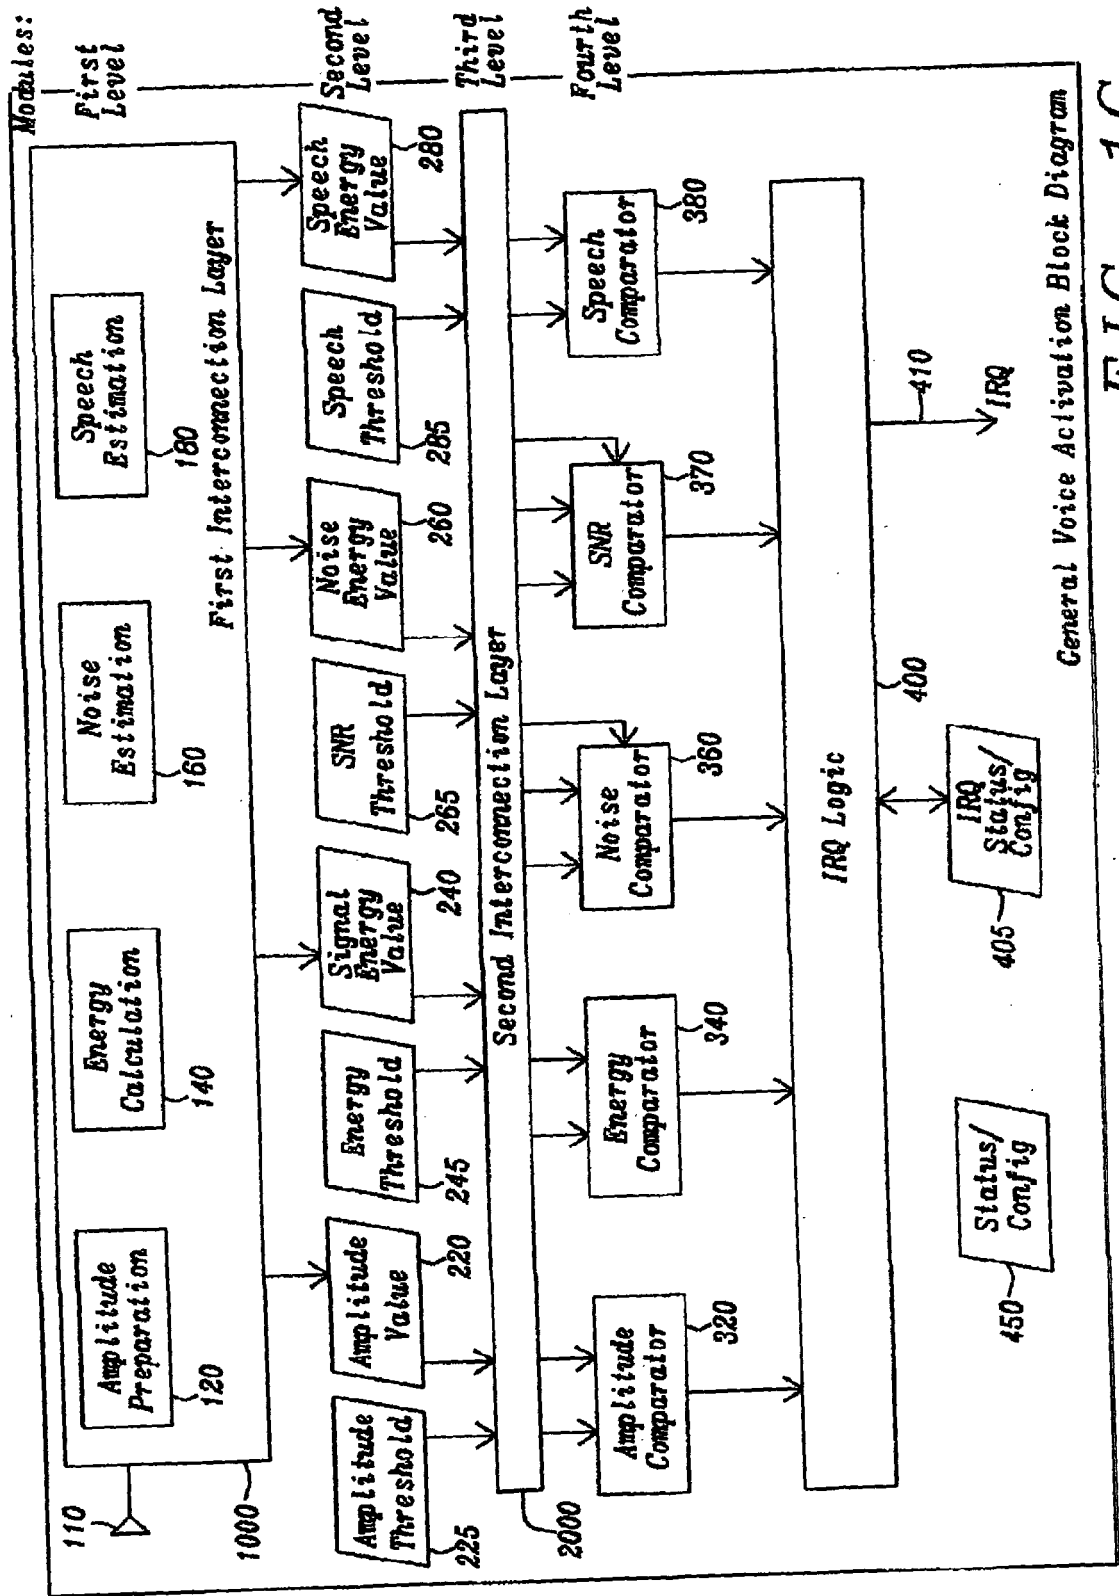 Modules:
First
Level
Second
Level
Third
Level
Fourth
Level
110
1000
Amplitude
Preparation
120
Energy
Calculation
140
Noise
Estimation
160
Speech
Estimation
180
First Interconnection Layer
Amplitude
Threshold
225
Amplitude
Value
220
Energy
Threshold
245
Signal
Energy
Value
240
SNR
Threshold
265
Noise
Energy
Value
260
Speech
Threshold
285
Speech
Energy
Value
280
2000
Second Interconnection Layer
Amplitude
Comparator
320
Energy
Comparator
340
Noise
Comparator
360
SNR
Comparator
370
Speech
Comparator
380
IRQ Logic
400
410
IRQ
450
Status/
Config
405
IRQ
Status/
Config
General Voice Activation Block Diagram